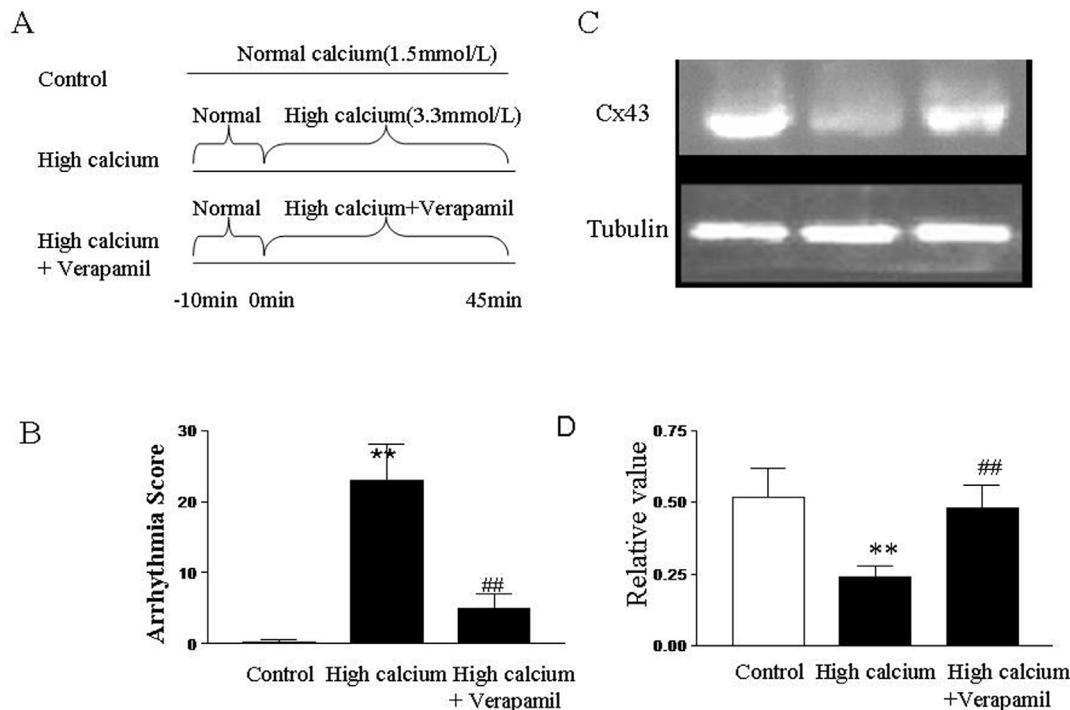 A
Normal calcium(1.5mmol/L)
Control
Normal
High calcium(3.3mmol/L)
High calcium
Normal
High calcium+Verapamil
High calcium
+ Verapamil
-10min
0min
45min
C
Cx43
Tubulin
B
Arrhythmia Score
30
20
10
0
**
##
Control
High calcium
High calcium
+ Verapamil
D
Relative value
0.75
0.50
0.25
0.00
**
##
Control
High calcium
High calcium
+Verapamil